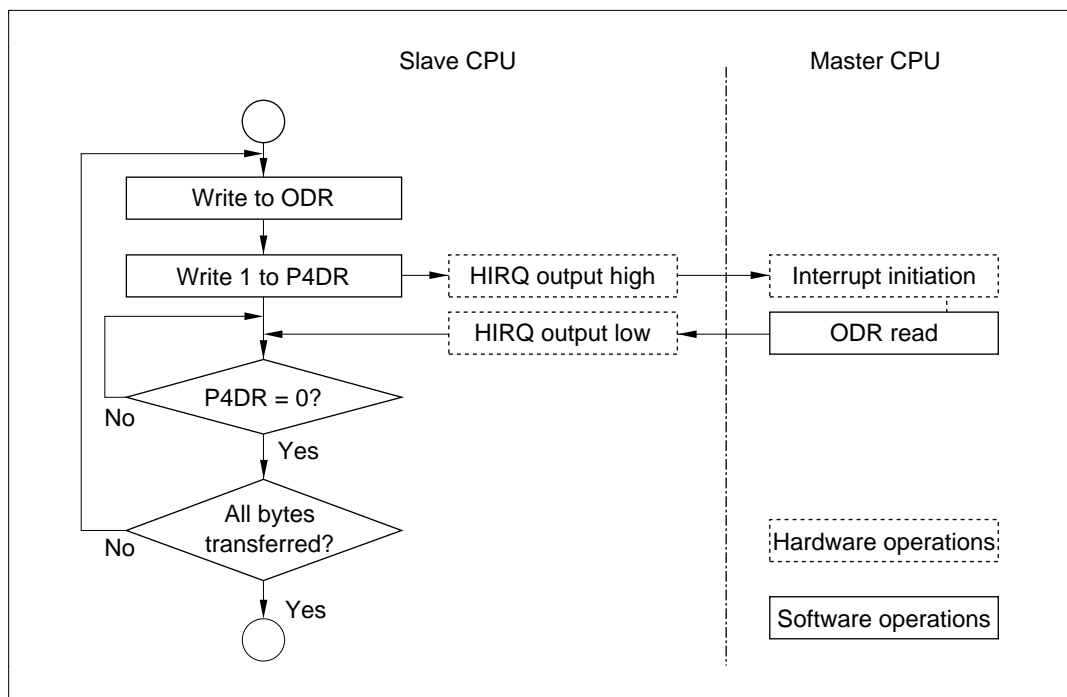 Slave CPU
Master CPU
Write to ODR
Write 1 to P4DR
HIRQ output high
Interrupt initiation
HIRQ output low
ODR read
P4DR = 0?
No
Yes
All bytes
transferred?
No
Yes
Hardware operations
Software operations